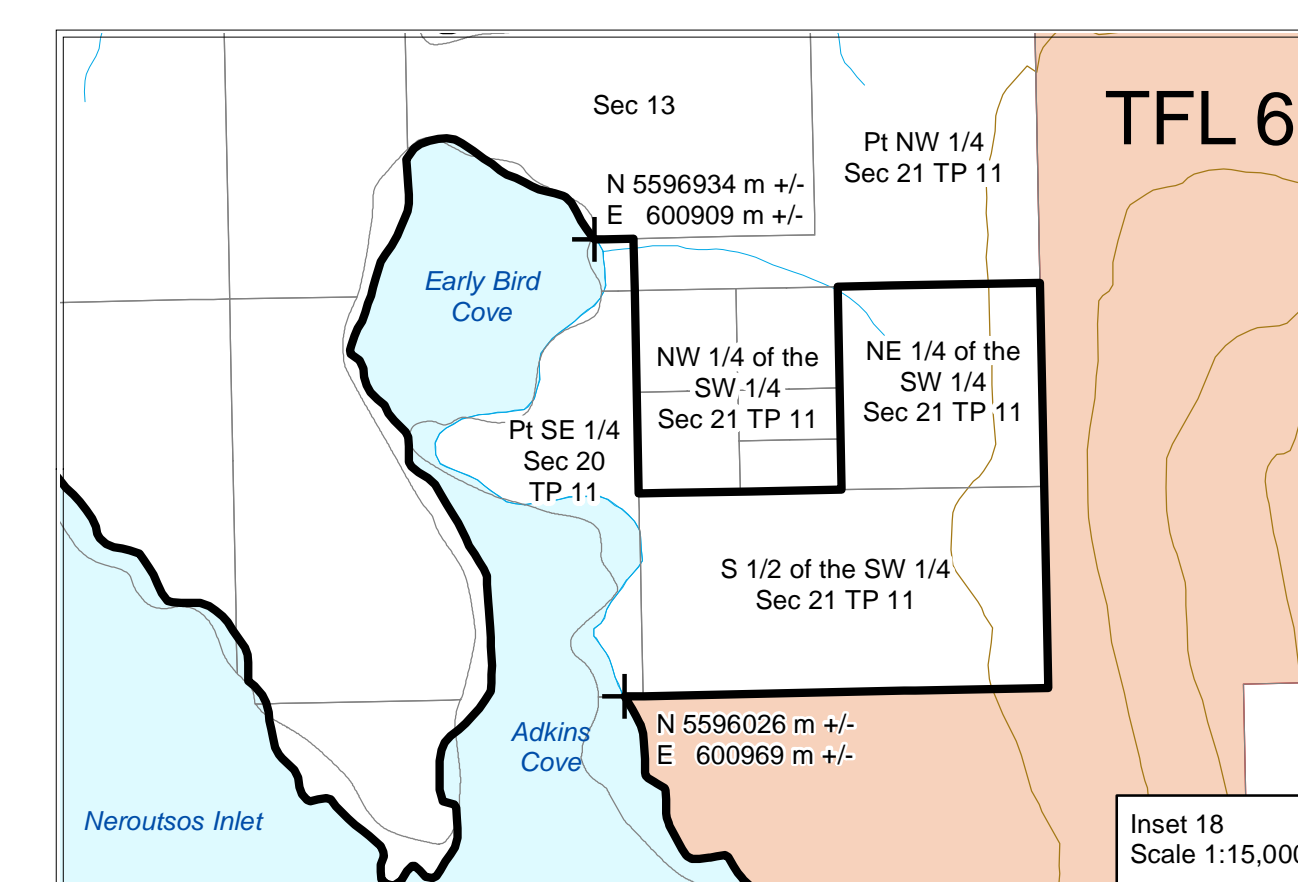 Sec 13
TFL 6
Pt NW 1/4
Sec 21 TP 11
N 5596934 m +/-
E 600909 m +/-
Early Bird
Cove
NW 1/4 of the
SW 1/4
Sec 21 TP 11
NE 1/4 of the
SW 1/4
Sec 21 TP 11
Pt SE 1/4
Sec 20
TP 11
S 1/2 of the SW 1/4
Sec 21 TP 11
N 5596026 m +/-
E 600969 m +/-
Adkins
Cove
Neroutsos Inlet
Inset 18
Scale 1:15,000